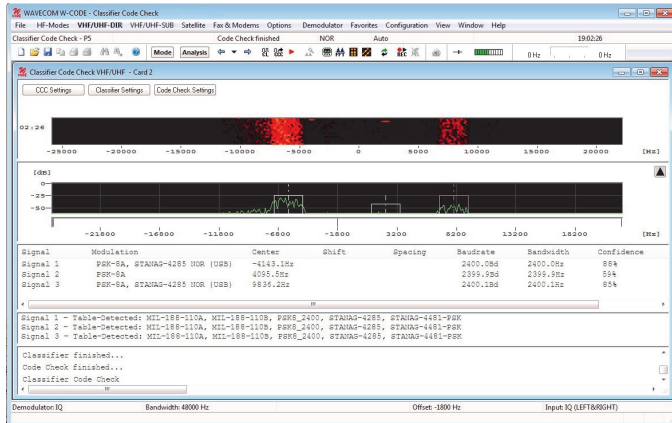 WAVECOM W-CODE - Classifier Code Check
File HF-Modes VHF/UHF-DIR VHF/UHF-SUB Satellite Fax & Modems Options Demodulator Favorites Configuration View Window Help
Classifier Code Check - P5 Code Check finished NOR Auto 19:02:26
Mode Analysis 0 Hz 0 Hz
Classifier Code Check VHF/UHF - Card 2
CCC Settings Classifier Settings Code Check Settings
02:26
-25000 -20000 -15000 -10000 -5000 0 5000 10000 15000 20000 [Hz]
[dB]
0
-25
-50
-21800 -16800 -11800 -6800 -1800 3200 8200 13200 18200 [Hz]
Signal Modulation Center Shift Spacing Baudrate Bandwidth Confidence
Signal 1 PSK-8A, STANAG-4285 NOR (USB) -4143.1Hz 2400.0Bd 2400.0Hz 88%
Signal 2 PSK-8A 4095.5Hz 2399.9Bd 2399.9Hz 59%
Signal 3 PSK-8A, STANAG-4285 NOR (USB) 9836.2Hz 2400.1Bd 2400.1Hz 85%
Signal 1 - Table-Detected: MIL-188-110A, MIL-188-110B, PSK8_2400, STANAG-4285, STANAG-4481-PSK
Signal 2 - Table-Detected: MIL-188-110A, MIL-188-110B, PSK8_2400, STANAG-4285, STANAG-4481-PSK
Signal 3 - Table-Detected: MIL-188-110A, MIL-188-110B, PSK8_2400, STANAG-4285, STANAG-4481-PSK
Classifier finished...
Code Check finished...
Classifier Code Check
Demodulator: IQ Bandwidth: 48000 Hz Offset: -1800 Hz Input: IQ (LEFT&RIGHT)